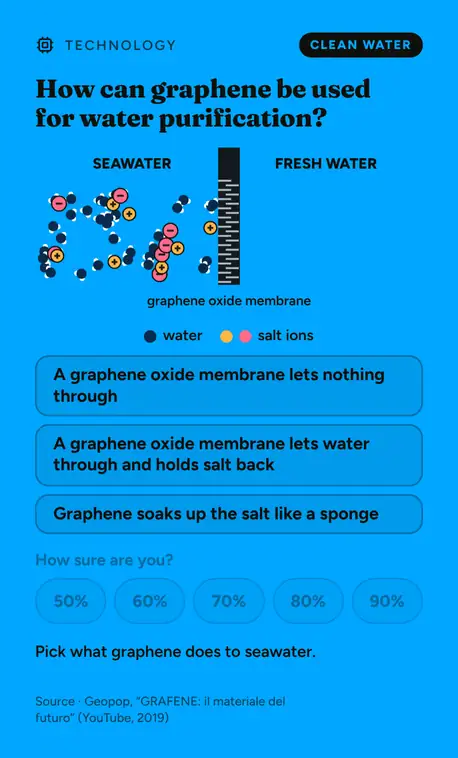 TECHNOLOGY
CLEAN WATER
How can graphene be used
for water purification?
SEAWATER
FRESH WATER
graphene oxide membrane
water
salt ions
A graphene oxide membrane lets nothing
through
A graphene oxide membrane lets water
through and holds salt back
Graphene soaks up the salt like a sponge
How sure are you?
50%
60%
70%
80%
90%
Pick what graphene does to seawater.
Source · Geopop, "GRAFENE: il materiale del
futuro" (YouTube, 2019)